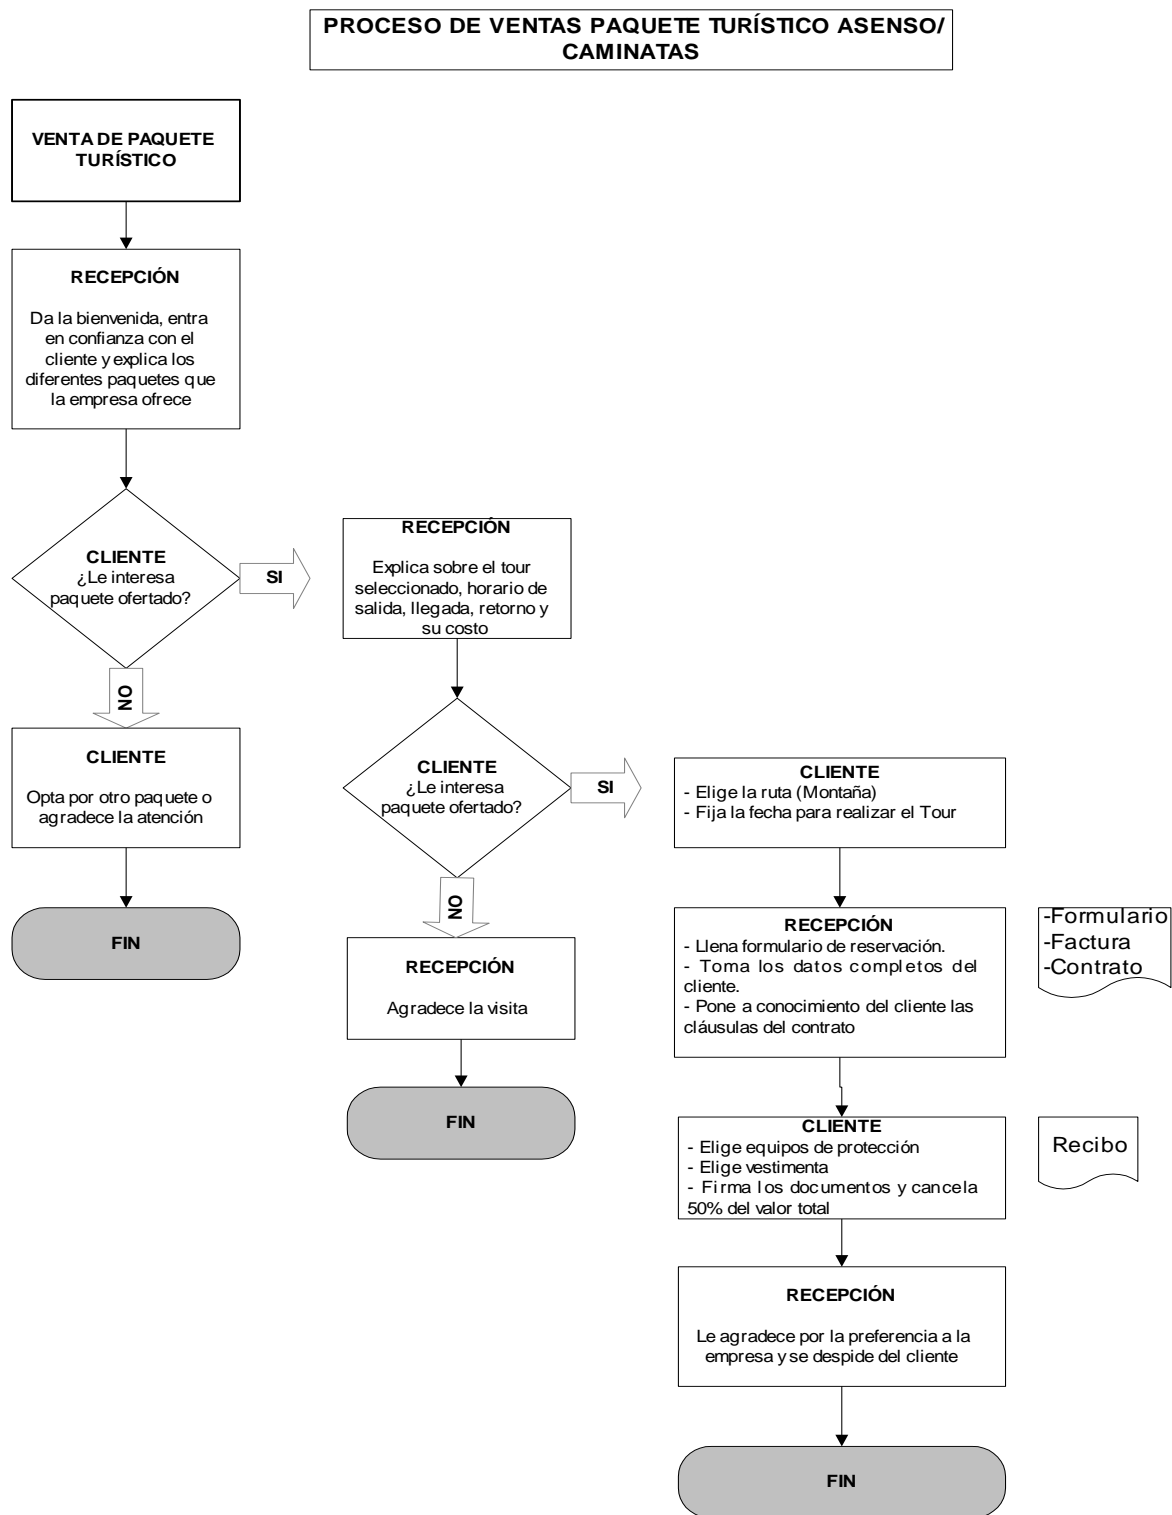 PROCESO DE VENTAS PAQUETE TURÍSTICO ASENSO/
CAMINATAS
VENTA DE PAQUETE
TURÍSTICO
RECEPCIÓN
Da la bienvenida, entra
en confianza con el
cliente y explica los
diferentes paquetes que
la empresa ofrece
CLIENTE
¿Le interesa
paquete ofertado?
SI
NO
CLIENTE
Opta por otro paquete o
agradece la atención
FIN
RECEPCIÓN
Explica sobre el tour
seleccionado, horario de
salida, llegada, retorno y
su costo
CLIENTE
¿Le interesa
paquete ofertado?
SI
NO
RECEPCIÓN
Agradece la visita
FIN
CLIENTE
- Elige la ruta (Montaña)
- Fija la fecha para realizar el Tour
RECEPCIÓN
- Llena formulario de reservación.
- Toma los datos completos del
cliente.
- Pone a conocimiento del cliente las
cláusulas del contrato
-Formulario
-Factura
-Contrato
CLIENTE
- Elige equipos de protección
- Elige vestimenta
- Firma los documentos y cancela
50% del valor total
Recibo
RECEPCIÓN
Le agradece por la preferencia a la
empresa y se despide del cliente
FIN